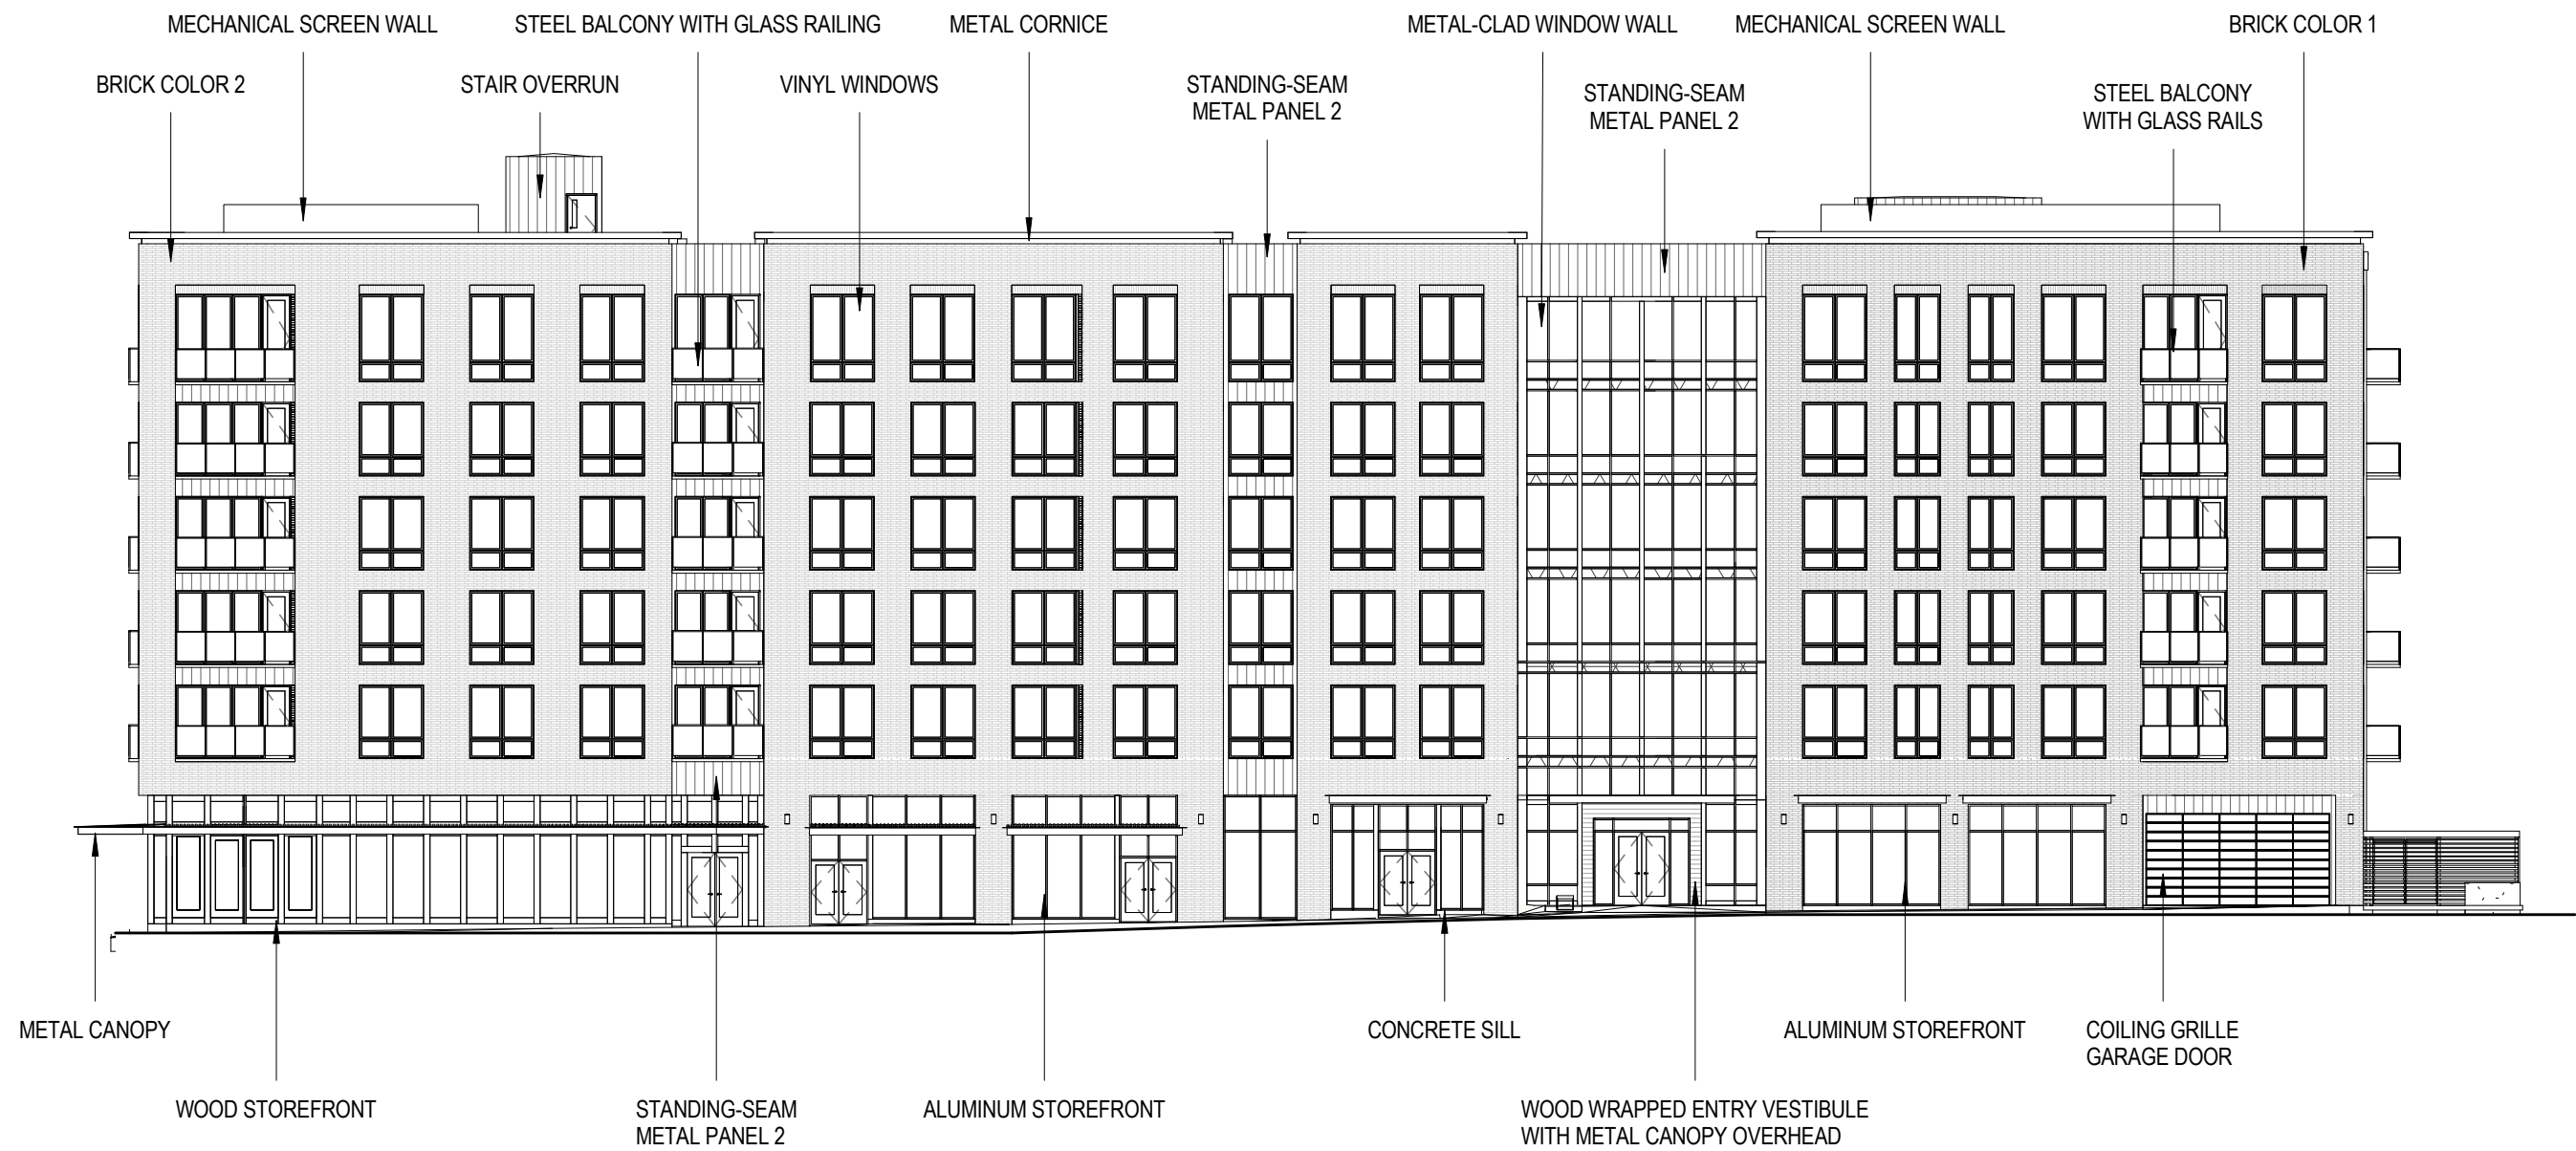 MECHANICAL SCREEN WALL
STEEL BALCONY WITH GLASS RAILING
METAL CORNICE
METAL-CLAD WINDOW WALL
MECHANICAL SCREEN WALL
BRICK COLOR 1
BRICK COLOR 2
STAIR OVERRUN
VINYL WINDOWS
STANDING-SEAM
METAL PANEL 2
STANDING-SEAM
METAL PANEL 2
STEEL BALCONY
WITH GLASS RAILS
METAL CANOPY
CONCRETE SILL
ALUMINUM STOREFRONT
COILING GRILLE
GARAGE DOOR
WOOD STOREFRONT
STANDING-SEAM
METAL PANEL 2
ALUMINUM STOREFRONT
WOOD WRAPPED ENTRY VESTIBULE
WITH METAL CANOPY OVERHEAD